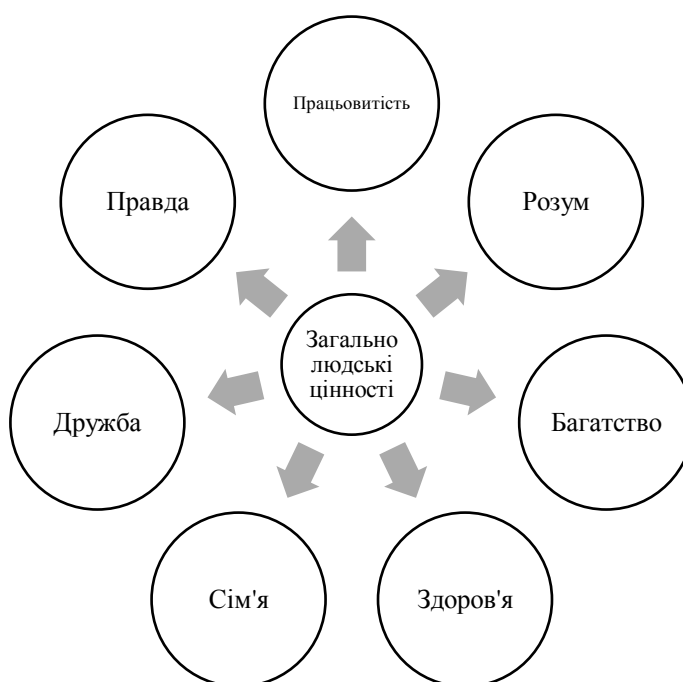 Працьовитість
Правда
Розум
Загально
людські
цінності
Дружба
Багатство
Сім'я
Здоров'я